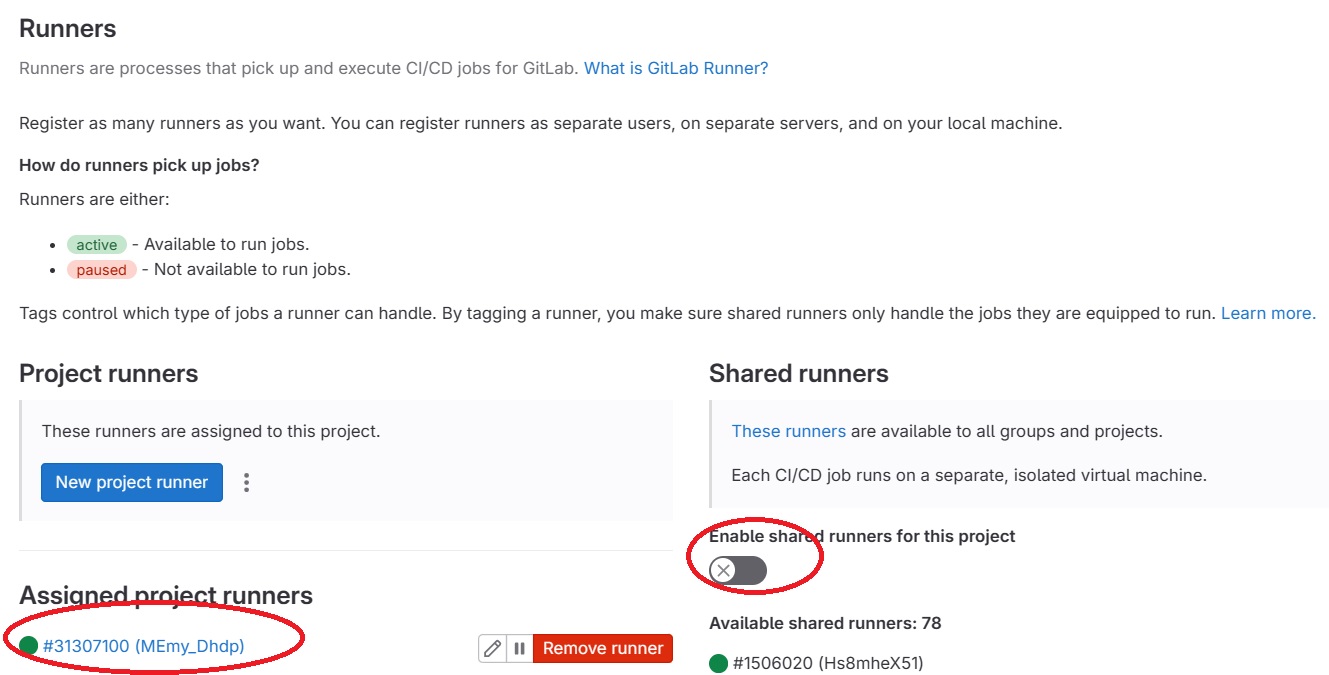 Runners
Runners are processes that pick up and execute CI/CD jobs for GitLab. What is GitLab Runner?
Register as many runners as you want. You can register runners as separate users, on separate servers, and on your local machine.
How do runners pick up jobs?
Runners are either:
• active - Available to run jobs.
• paused - Not available to run jobs.
Tags control which type of jobs a runner can handle. By tagging a runner, you make sure shared runners only handle the jobs they are equipped to run. Learn more.
Project runners
These runners are assigned to this project.
New project runner
Assigned project runners
#31307100 (MEmy_Dhdp)
Remove runner
Shared runners
These runners are available to all groups and projects.
Each CI/CD job runs on a separate, isolated virtual machine.
Enable shared runners for this project
Available shared runners: 78
#1506020 (Hs8mheX51)